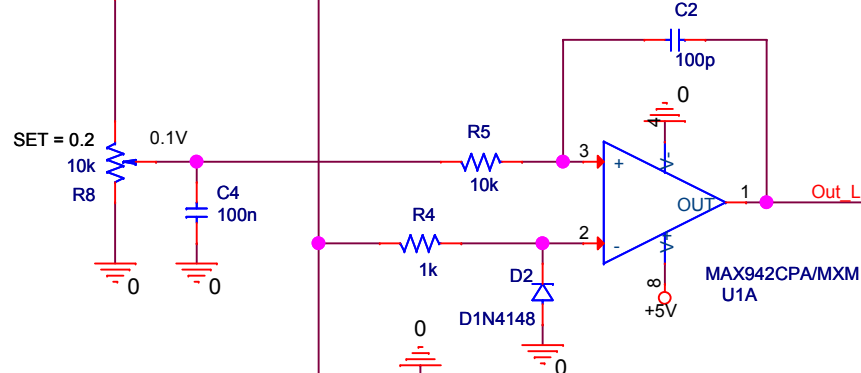 C2
100p
0
4
V-
SET = 0.2
0.1V
10k
R8
R5
10k
3
+
C4
100n
OUT
1
Out_L
R4
1k
2
-
V+
8
+5V
MAX942CPA/MXM
U1A
D2
D1N4148
0
0
0
0